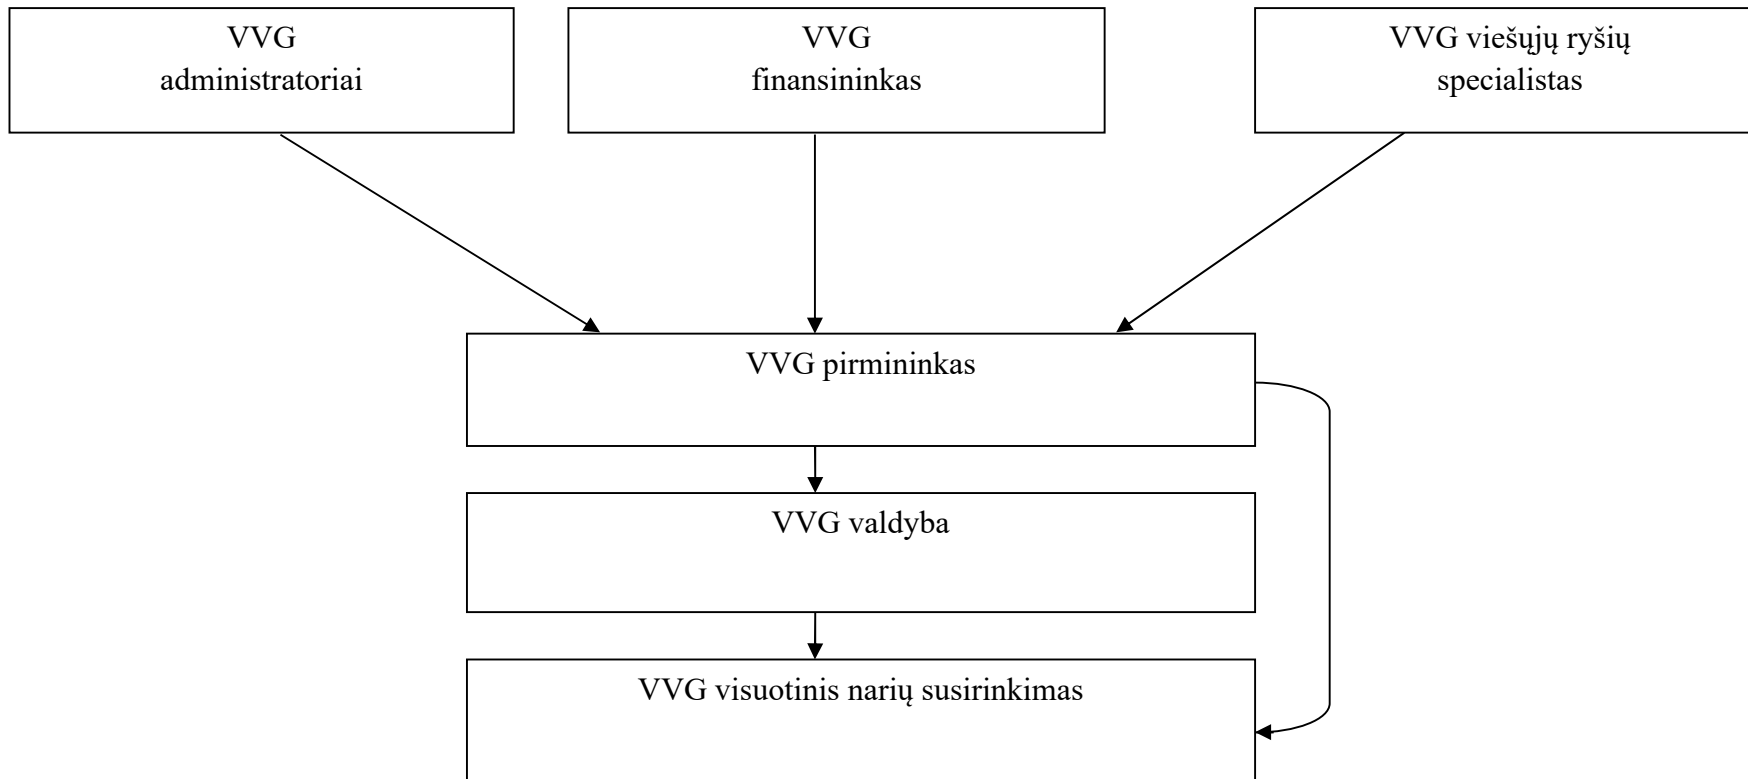 VVG
administratoriai
VVG
finansininkas
VVG viešųjų ryšių
specialistas
VVG pirmininkas
VVG valdyba
VVG visuotinis narių susirinkimas